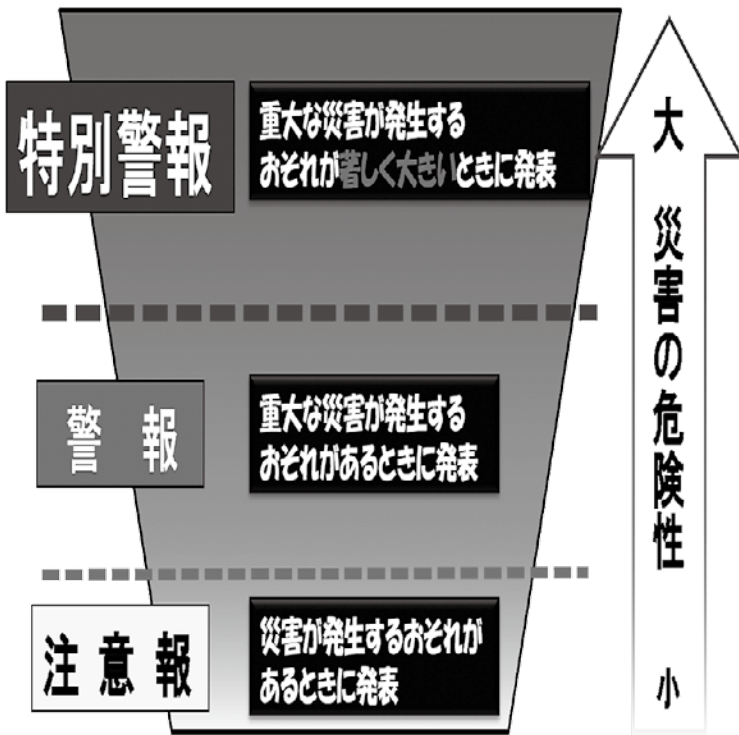 特別警報
重大な災害が発生する
おそれが著しく大きいときに発表
警報
重大な災害が発生する
おそれがあるときに発表
注意報
災害が発生するおそれが
あるときに発表
大 災害の危険性 小